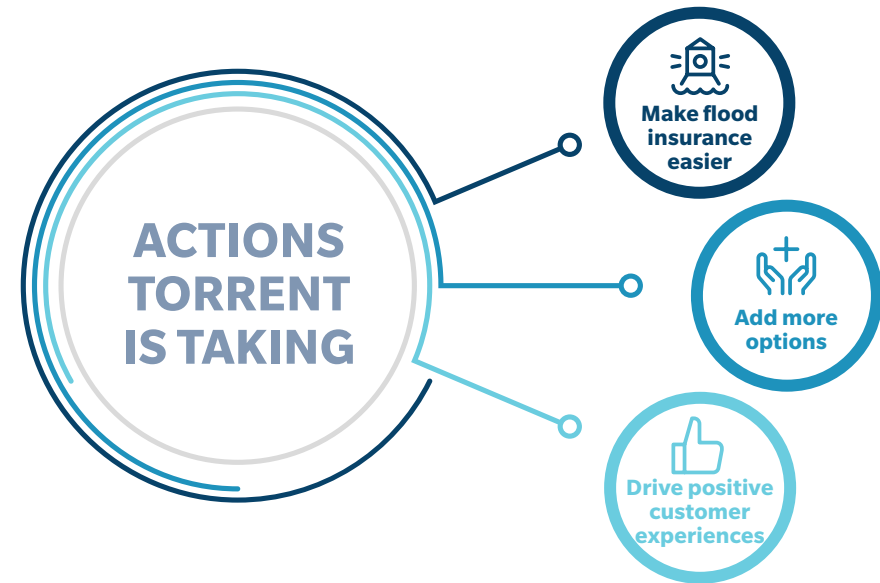 ACTIONS
TORRENT
IS TAKING
Make flood
insurance
easier
Add more
options
Drive positive
customer
experiences